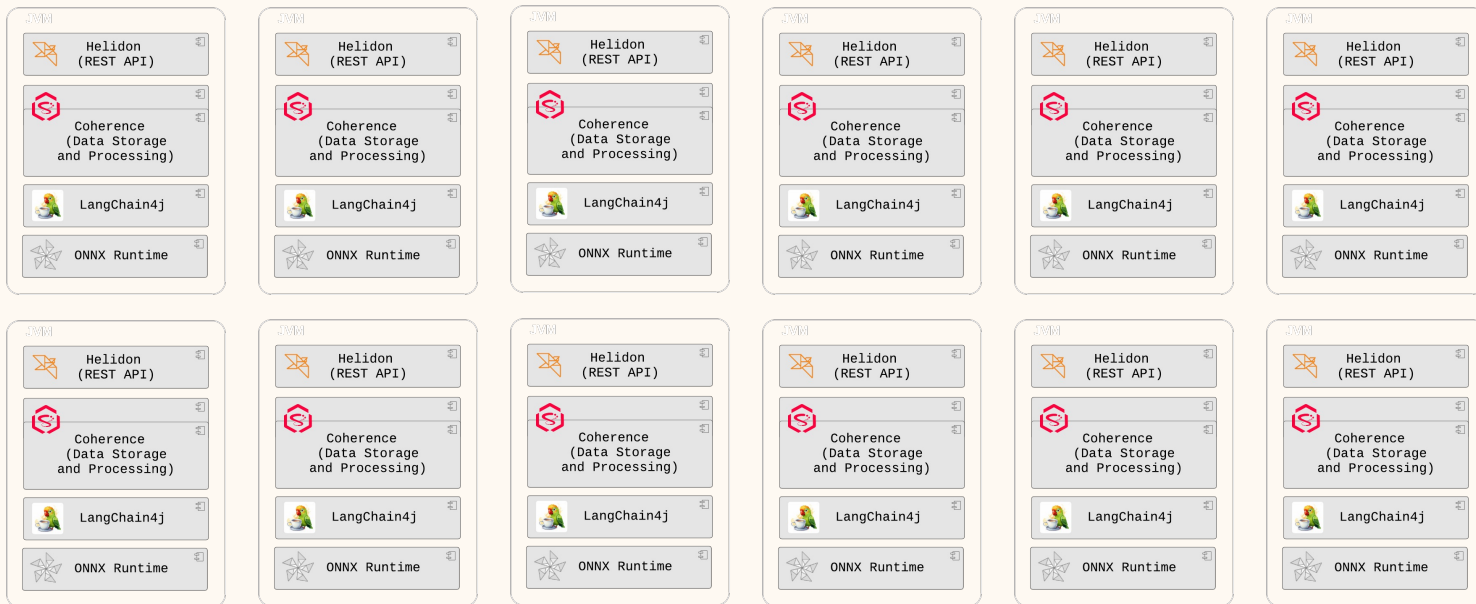 JVM
Helidon
(REST API)
Coherence
(Data Storage
and Processing)
LangChain4j
ONNX Runtime
JVM
Helidon
(REST API)
Coherence
(Data Storage
and Processing)
LangChain4j
ONNX Runtime
JVM
Helidon
(REST API)
Coherence
(Data Storage
and Processing)
LangChain4j
ONNX Runtime
JVM
Helidon
(REST API)
Coherence
(Data Storage
and Processing)
LangChain4j
ONNX Runtime
JVM
Helidon
(REST API)
Coherence
(Data Storage
and Processing)
LangChain4j
ONNX Runtime
JVM
Helidon
(REST API)
Coherence
(Data Storage
and Processing)
LangChain4j
ONNX Runtime
JVM
Helidon
(REST API)
Coherence
(Data Storage
and Processing)
LangChain4j
ONNX Runtime
JVM
Helidon
(REST API)
Coherence
(Data Storage
and Processing)
LangChain4j
ONNX Runtime
JVM
Helidon
(REST API)
Coherence
(Data Storage
and Processing)
LangChain4j
ONNX Runtime
JVM
Helidon
(REST API)
Coherence
(Data Storage
and Processing)
LangChain4j
ONNX Runtime
JVM
Helidon
(REST API)
Coherence
(Data Storage
and Processing)
LangChain4j
ONNX Runtime
JVM
Helidon
(REST API)
Coherence
(Data Storage
and Processing)
LangChain4j
ONNX Runtime